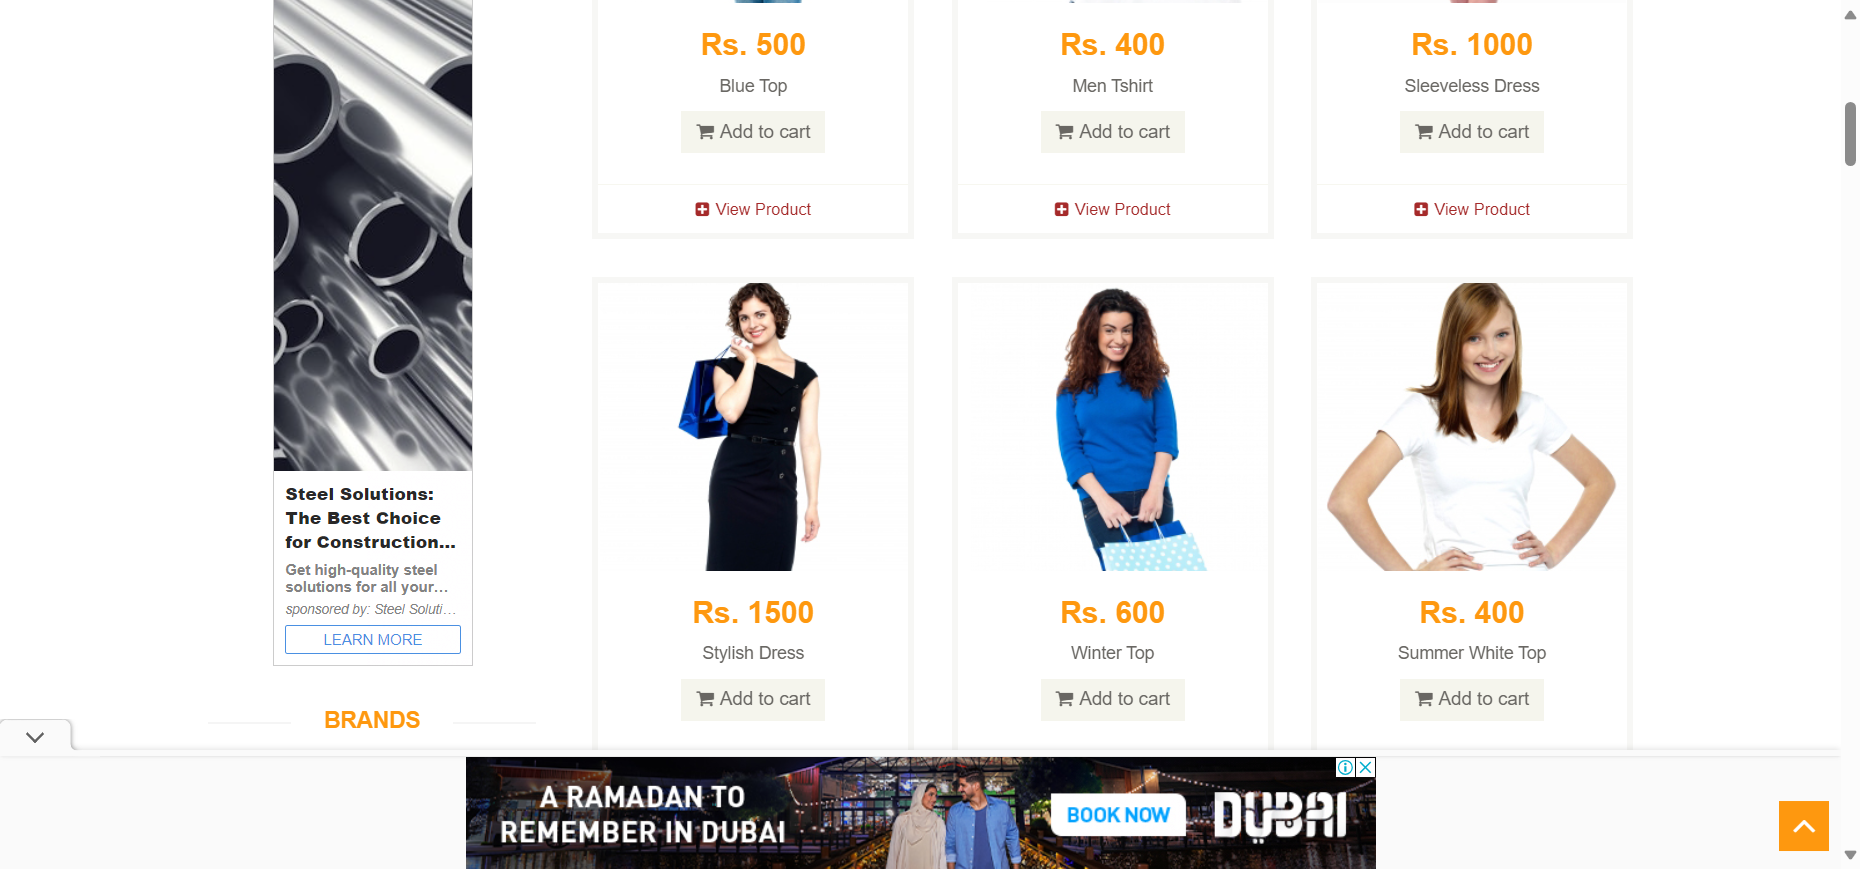 Rs. 500
Blue Top
Add to cart
View Product
Rs. 400
Men Tshirt
Add to cart
View Product
Rs. 1000
Sleeveless Dress
Add to cart
View Product
Steel Solutions:
The Best Choice
for Construction...
Get high-quality steel
solutions for all your...
sponsored by: Steel Soluti...
LEARN MORE
BRANDS
Rs. 1500
Stylish Dress
Add to cart
Rs. 600
Winter Top
Add to cart
Rs. 400
Summer White Top
Add to cart
A RAMADAN TO
REMEMBER IN DUBAI
BOOK NOW
DUBAI